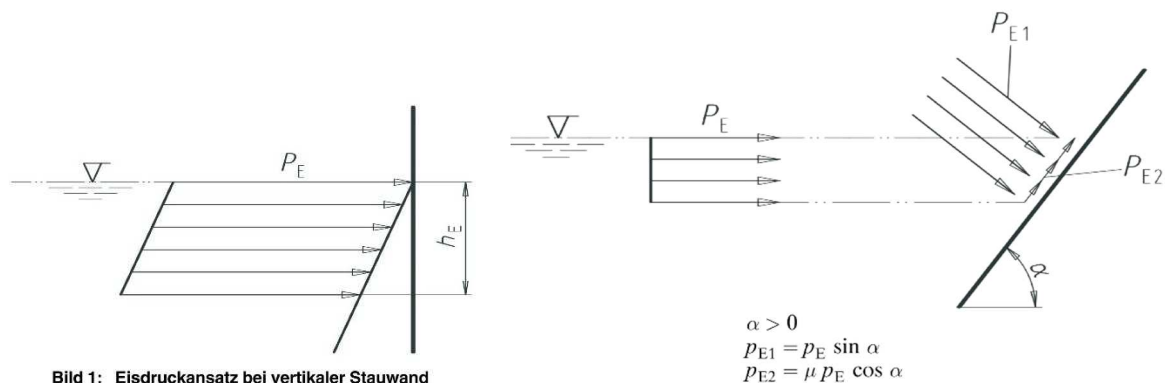 P_E
h_E
Bild 1: Eisdruckansatz bei vertikaler Stauwand
P_E1
P_E
P_E2
α
α > 0
p_E1 = p_E sin α
p_E2 = μ p_E cos α